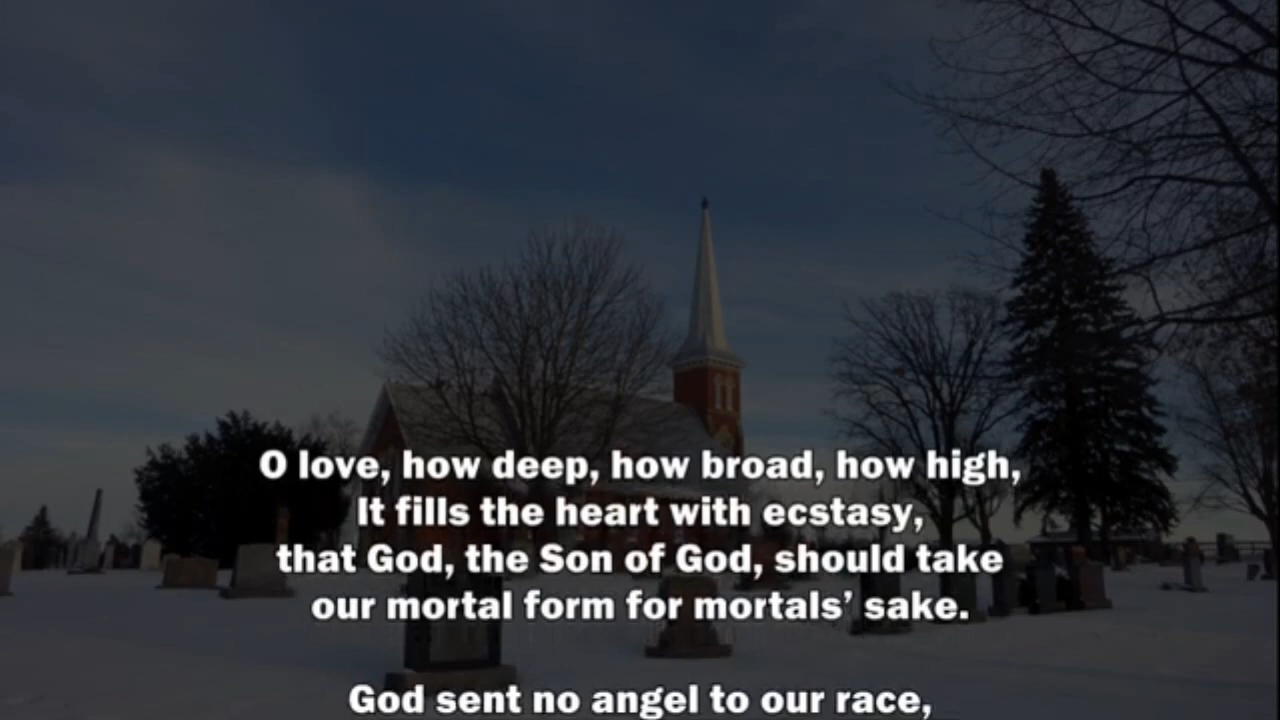 O love, how deep, how broad, how high,
It fills the heart with ecstasy,
that God, the Son of God, should take
our mortal form for mortals’ sake.
God sent no angel to our race,